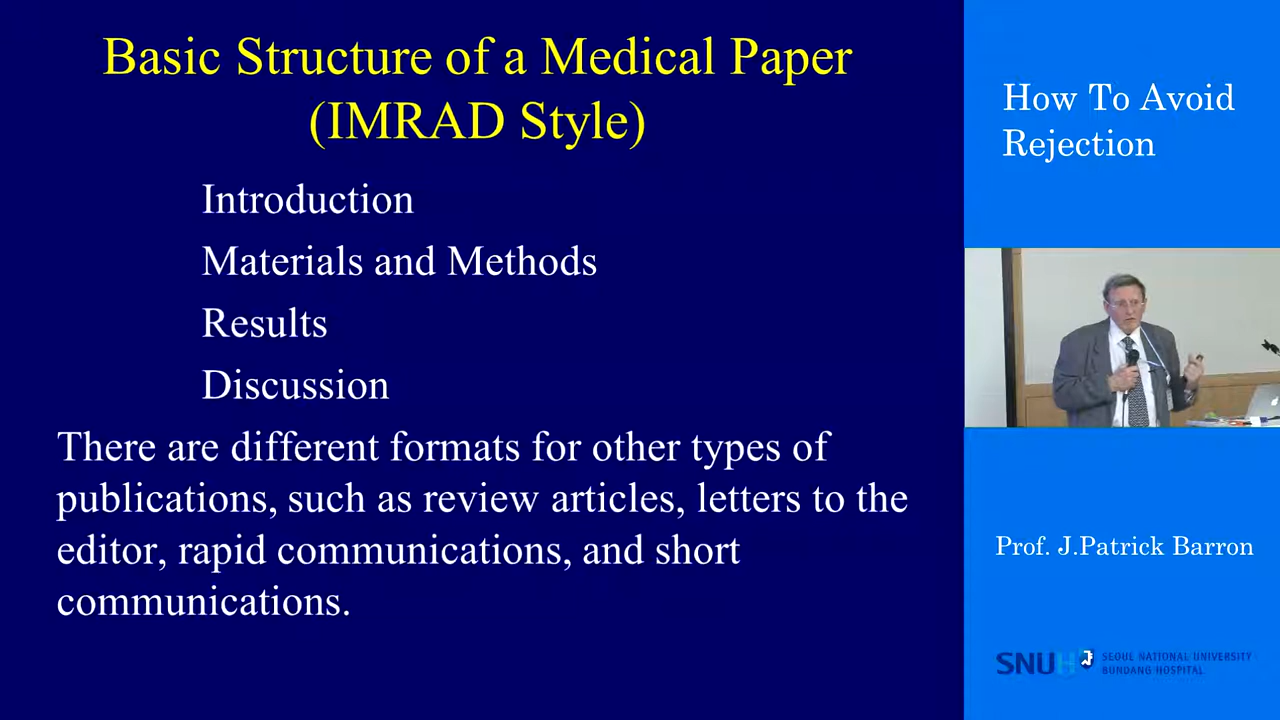 Basic Structure of a Medical Paper
(IMRAD Style)
Introduction
Materials and Methods
Results
Discussion
There are different formats for other types of
publications, such as review articles, letters to the
editor, rapid communications, and short
communications.
How To Avoid
Rejection
Prof. J.Patrick Barron
SNUH
SEOUL NATIONAL UNIVERSITY
BUNDANG HOSPITAL